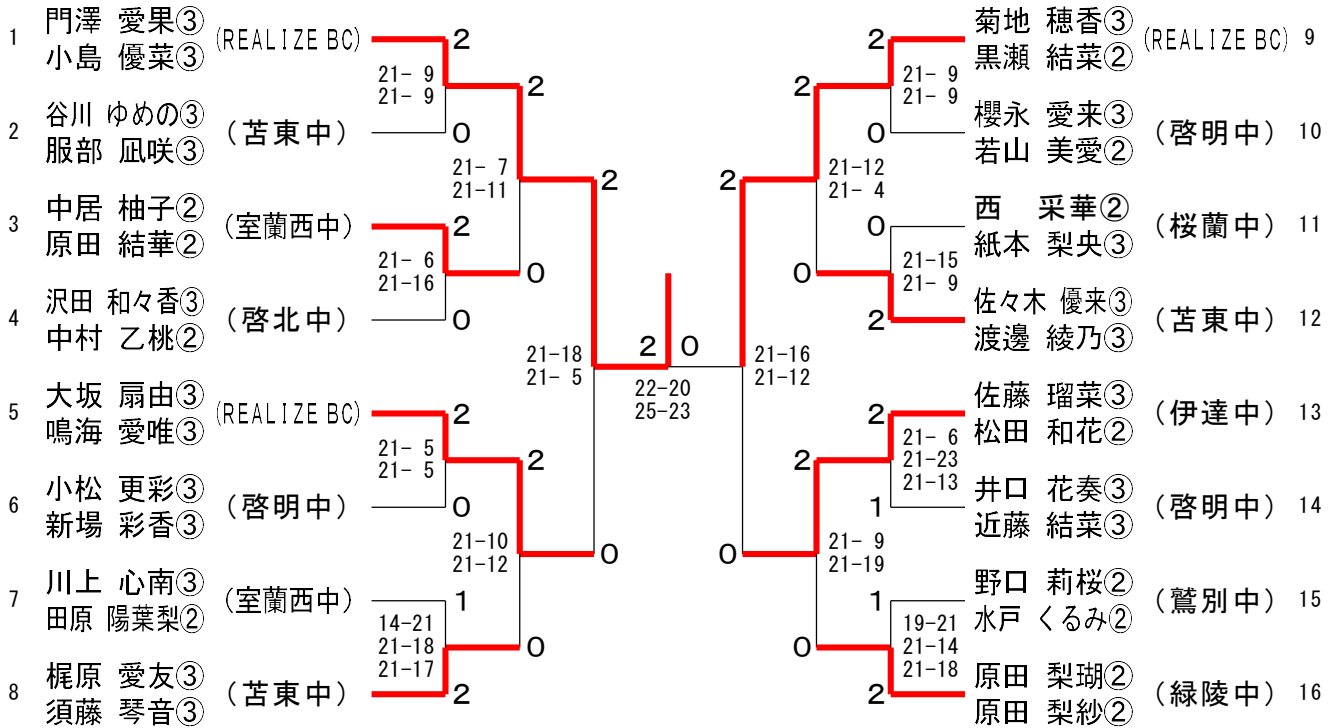 1 門澤 愛果③ (REALIZE BC)
小島 優菜③
2 谷川 ゆめの③ (苫東中)
服部 凪咲③
3 中居 柚子② (室蘭西中)
原田 結華②
4 沢田 和々香③ (啓北中)
中村 乙桃②
5 大坂 扇由③ (REALIZE BC)
鳴海 愛唯③
6 小松 更彩③ (啓明中)
新場 彩香③
7 川上 心南③ (室蘭西中)
田原 陽葉梨②
8 梶原 愛友③ (苫東中)
須藤 琴音③
2
21- 9
21- 9
0
2
21- 6
21-16
0
2
21- 5
21- 5
0
1
14-21
21-18
21-17
2
2
21- 7
21-11
0
2
21-10
21-12
0
2
21-18
21- 5
0
2 0
22-20
25-23
2
21-16
21-12
0
2
21-12
21- 4
0
2
21- 9
21-19
0
2
21- 9
21- 9
0
0
21-15
21- 9
2
2
21- 6
21-23
21-13
1
1
19-21
21-14
21-18
2
菊地 穂香③ (REALIZE BC) 9
黒瀬 結菜②
櫻永 愛来③ (啓明中) 10
若山 美愛②
西 采華② (桜蘭中) 11
紙本 梨央③
佐々木 優来③ (苫東中) 12
渡邊 綾乃③
佐藤 瑠菜③ (伊達中) 13
松田 和花②
井口 花奏③ (啓明中) 14
近藤 結菜③
野口 莉桜② (鷲別中) 15
水戸 くるみ②
原田 梨瑚② (緑陵中) 16
原田 梨紗②